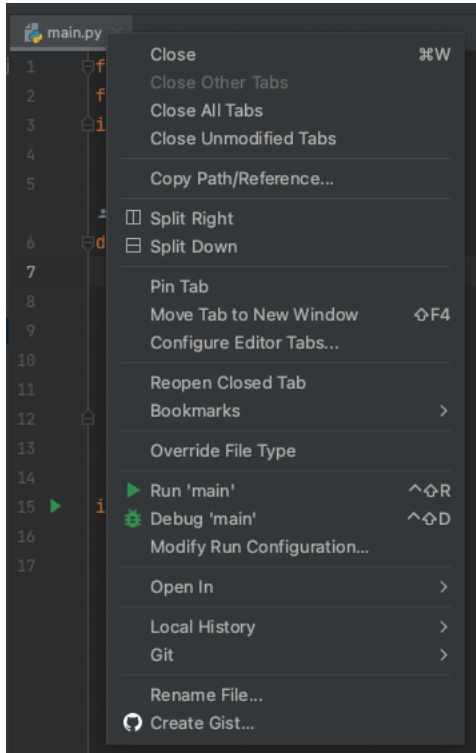 main.py
Close ⌘W
Close Other Tabs
Close All Tabs
Close Unmodified Tabs
Copy Path/Reference...
Split Right
Split Down
Pin Tab
Move Tab to New Window ⇧F4
Configure Editor Tabs...
Reopen Closed Tab
Bookmarks
Override File Type
Run 'main' ^⇧R
Debug 'main' ^⇧D
Modify Run Configuration...
Open In
Local History
Git
Rename File...
Create Gist...
1 f
2 f
3 i
4
5
6 d
7
8
9
10
11
12
13
14
15 i
16
17